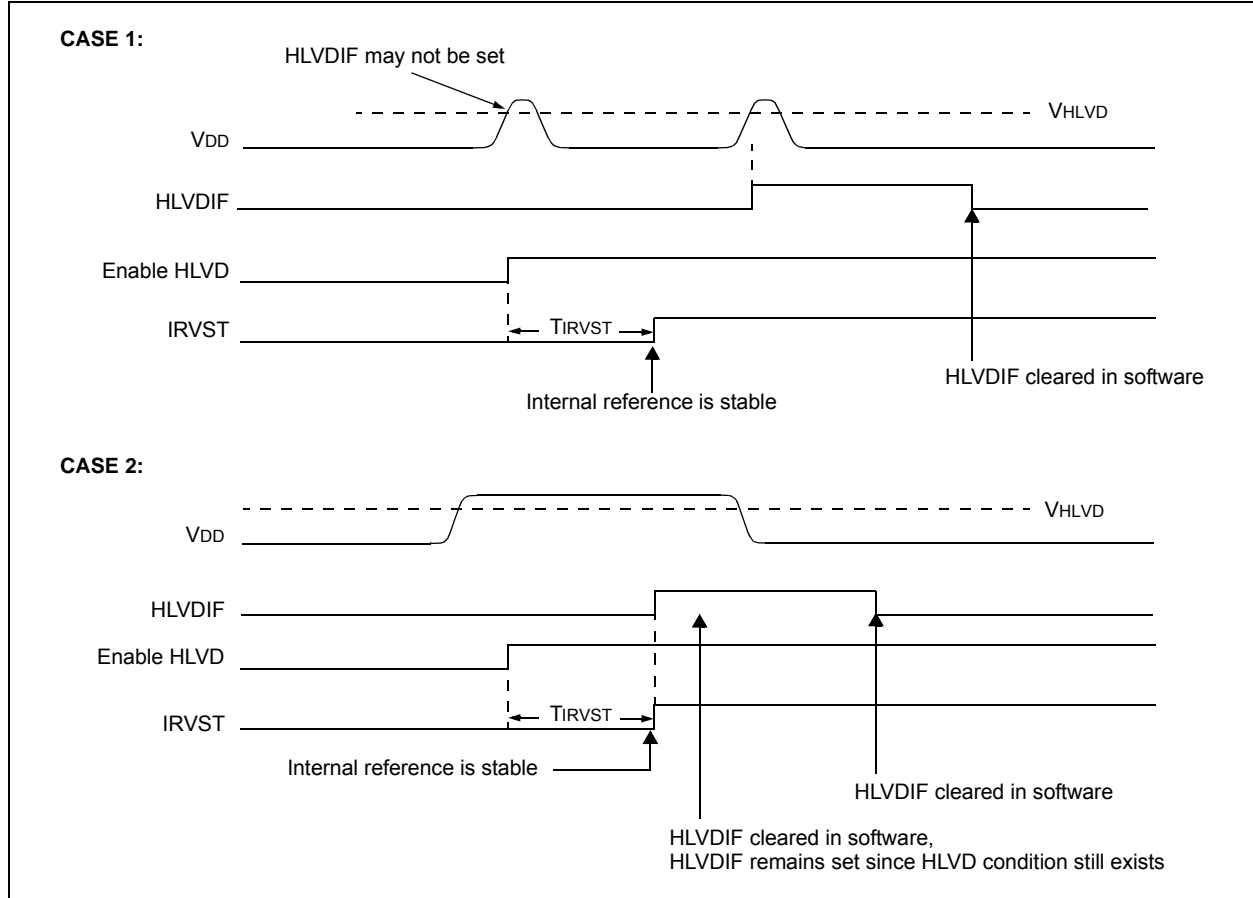 CASE 1:
HLVDIF may not be set
VHLVD
VDD
HLVDIF
Enable HLVD
TIRVST
IRVST
HLVDIF cleared in software
Internal reference is stable
CASE 2:
VHLVD
VDD
HLVDIF
Enable HLVD
TIRVST
IRVST
Internal reference is stable
HLVDIF cleared in software
HLVDIF cleared in software,
HLVDIF remains set since HLVD condition still exists